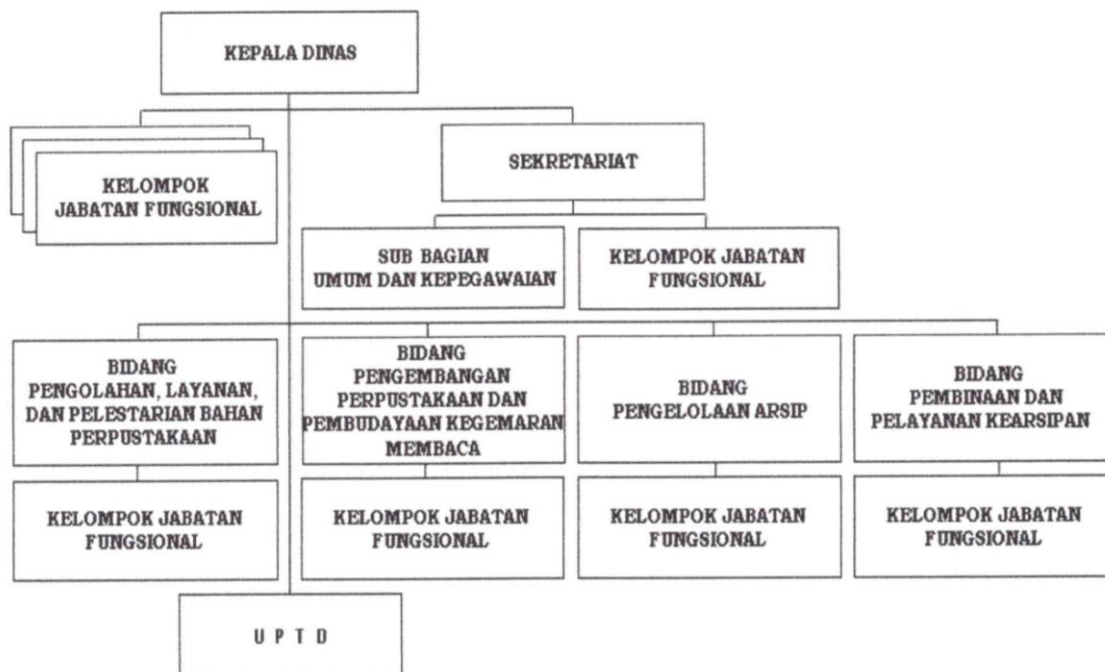 KEPALA DINAS
KELOMPOK
JABATAN FUNGSIONAL
SEKRETARIAT
SUB BAGIAN
UMUM DAN KEPEGAWAIAN
KELOMPOK JABATAN
FUNGSIONAL
BIDANG
PENGOLAHAN, LAYANAN,
DAN PELESTARIAN BAHAN
PERPUSTAKAAN
BIDANG
PENGEMBANGAN
PERPUSTAKAAN DAN
PEMBUDAYAAN KEGEMARAN
MEMBACA
BIDANG
PENGELOLAAN ARSIP
BIDANG
PEMBINAAN DAN
PELAYANAN KEARSIPAN
KELOMPOK JABATAN
FUNGSIONAL
KELOMPOK JABATAN
FUNGSIONAL
KELOMPOK JABATAN
FUNGSIONAL
KELOMPOK JABATAN
FUNGSIONAL
U P T D